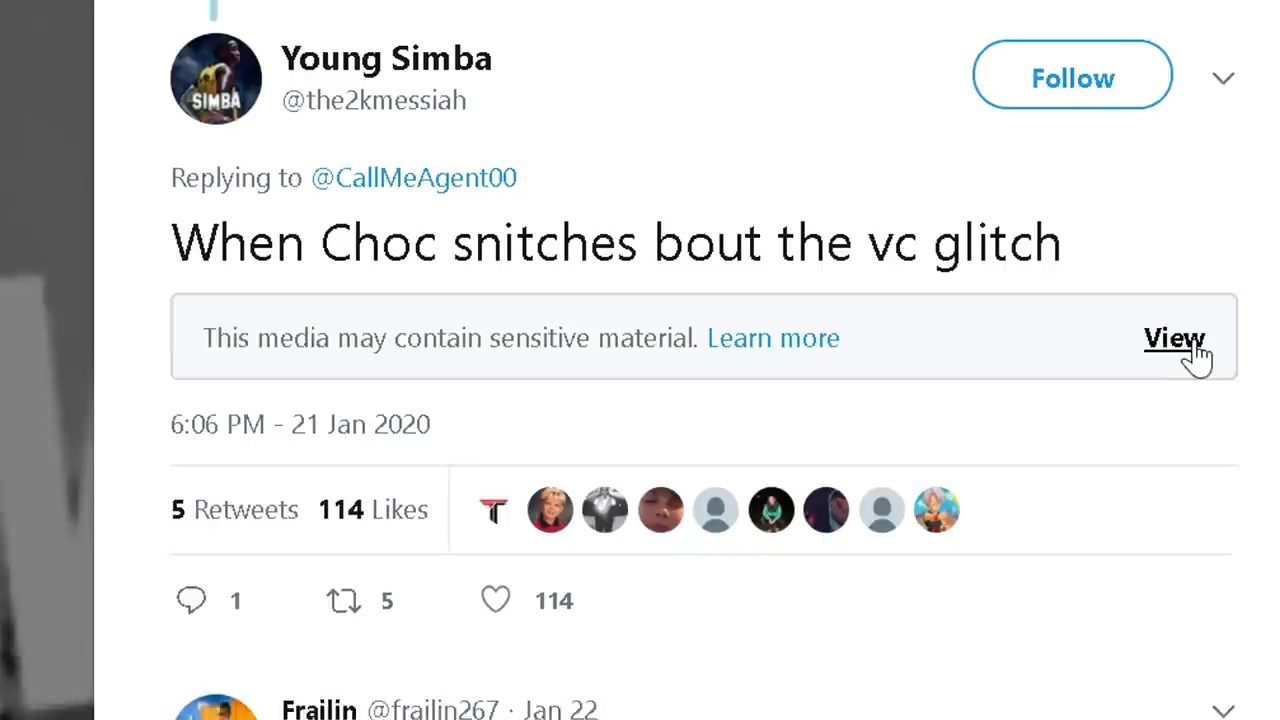 Young Simba
@the2kmessiah
SIMBA
Follow
Replying to @CallMeAgent00
When Choc snitches bout the vc glitch
This media may contain sensitive material. Learn more
View
6:06 PM - 21 Jan 2020
5 Retweets 114 Likes
1 5 114
Frailin @frailin267 · Jan 22